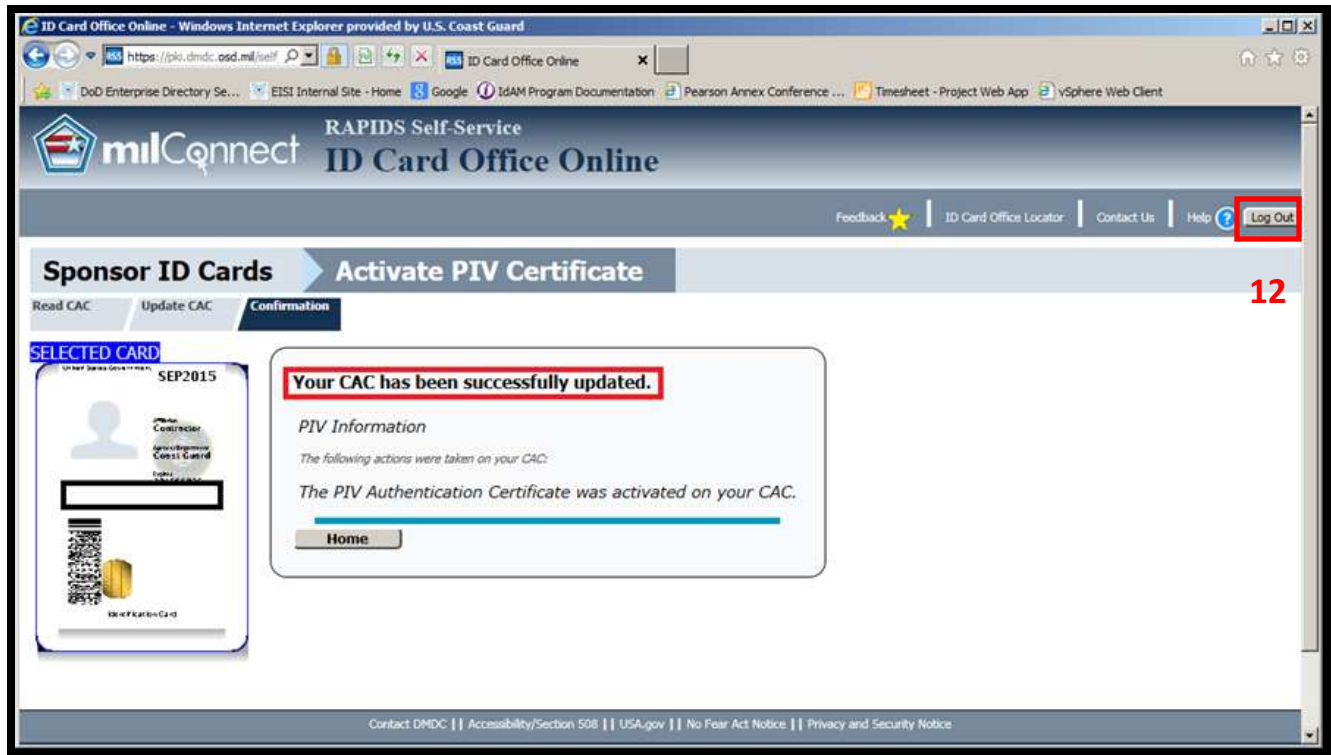 ID Card Office Online - Windows Internet Explorer provided by U.S. Coast Guard
https://pki.dmdc.osd.mil/self
ID Card Office Online
DoD Enterprise Directory Se... EISI Internal Site - Home Google IdAM Program Documentation Pearson Annex Conference ... Timesheet - Project Web App vSphere Web Client
milConnect
RAPIDS Self-Service
ID Card Office Online
Feedback ID Card Office Locator Contact Us Help ? Log Out
12
Sponsor ID Cards Activate PIV Certificate
Read CAC Update CAC Confirmation
SELECTED CARD
United States Government
SEP2015
Contractor
Agency/Department
Coast Guard
Identification Card
Your CAC has been successfully updated.
PIV Information
The following actions were taken on your CAC:
The PIV Authentication Certificate was activated on your CAC.
Home
Contact DMDC || Accessibility/Section 508 || USA.gov || No Fear Act Notice || Privacy and Security Notice